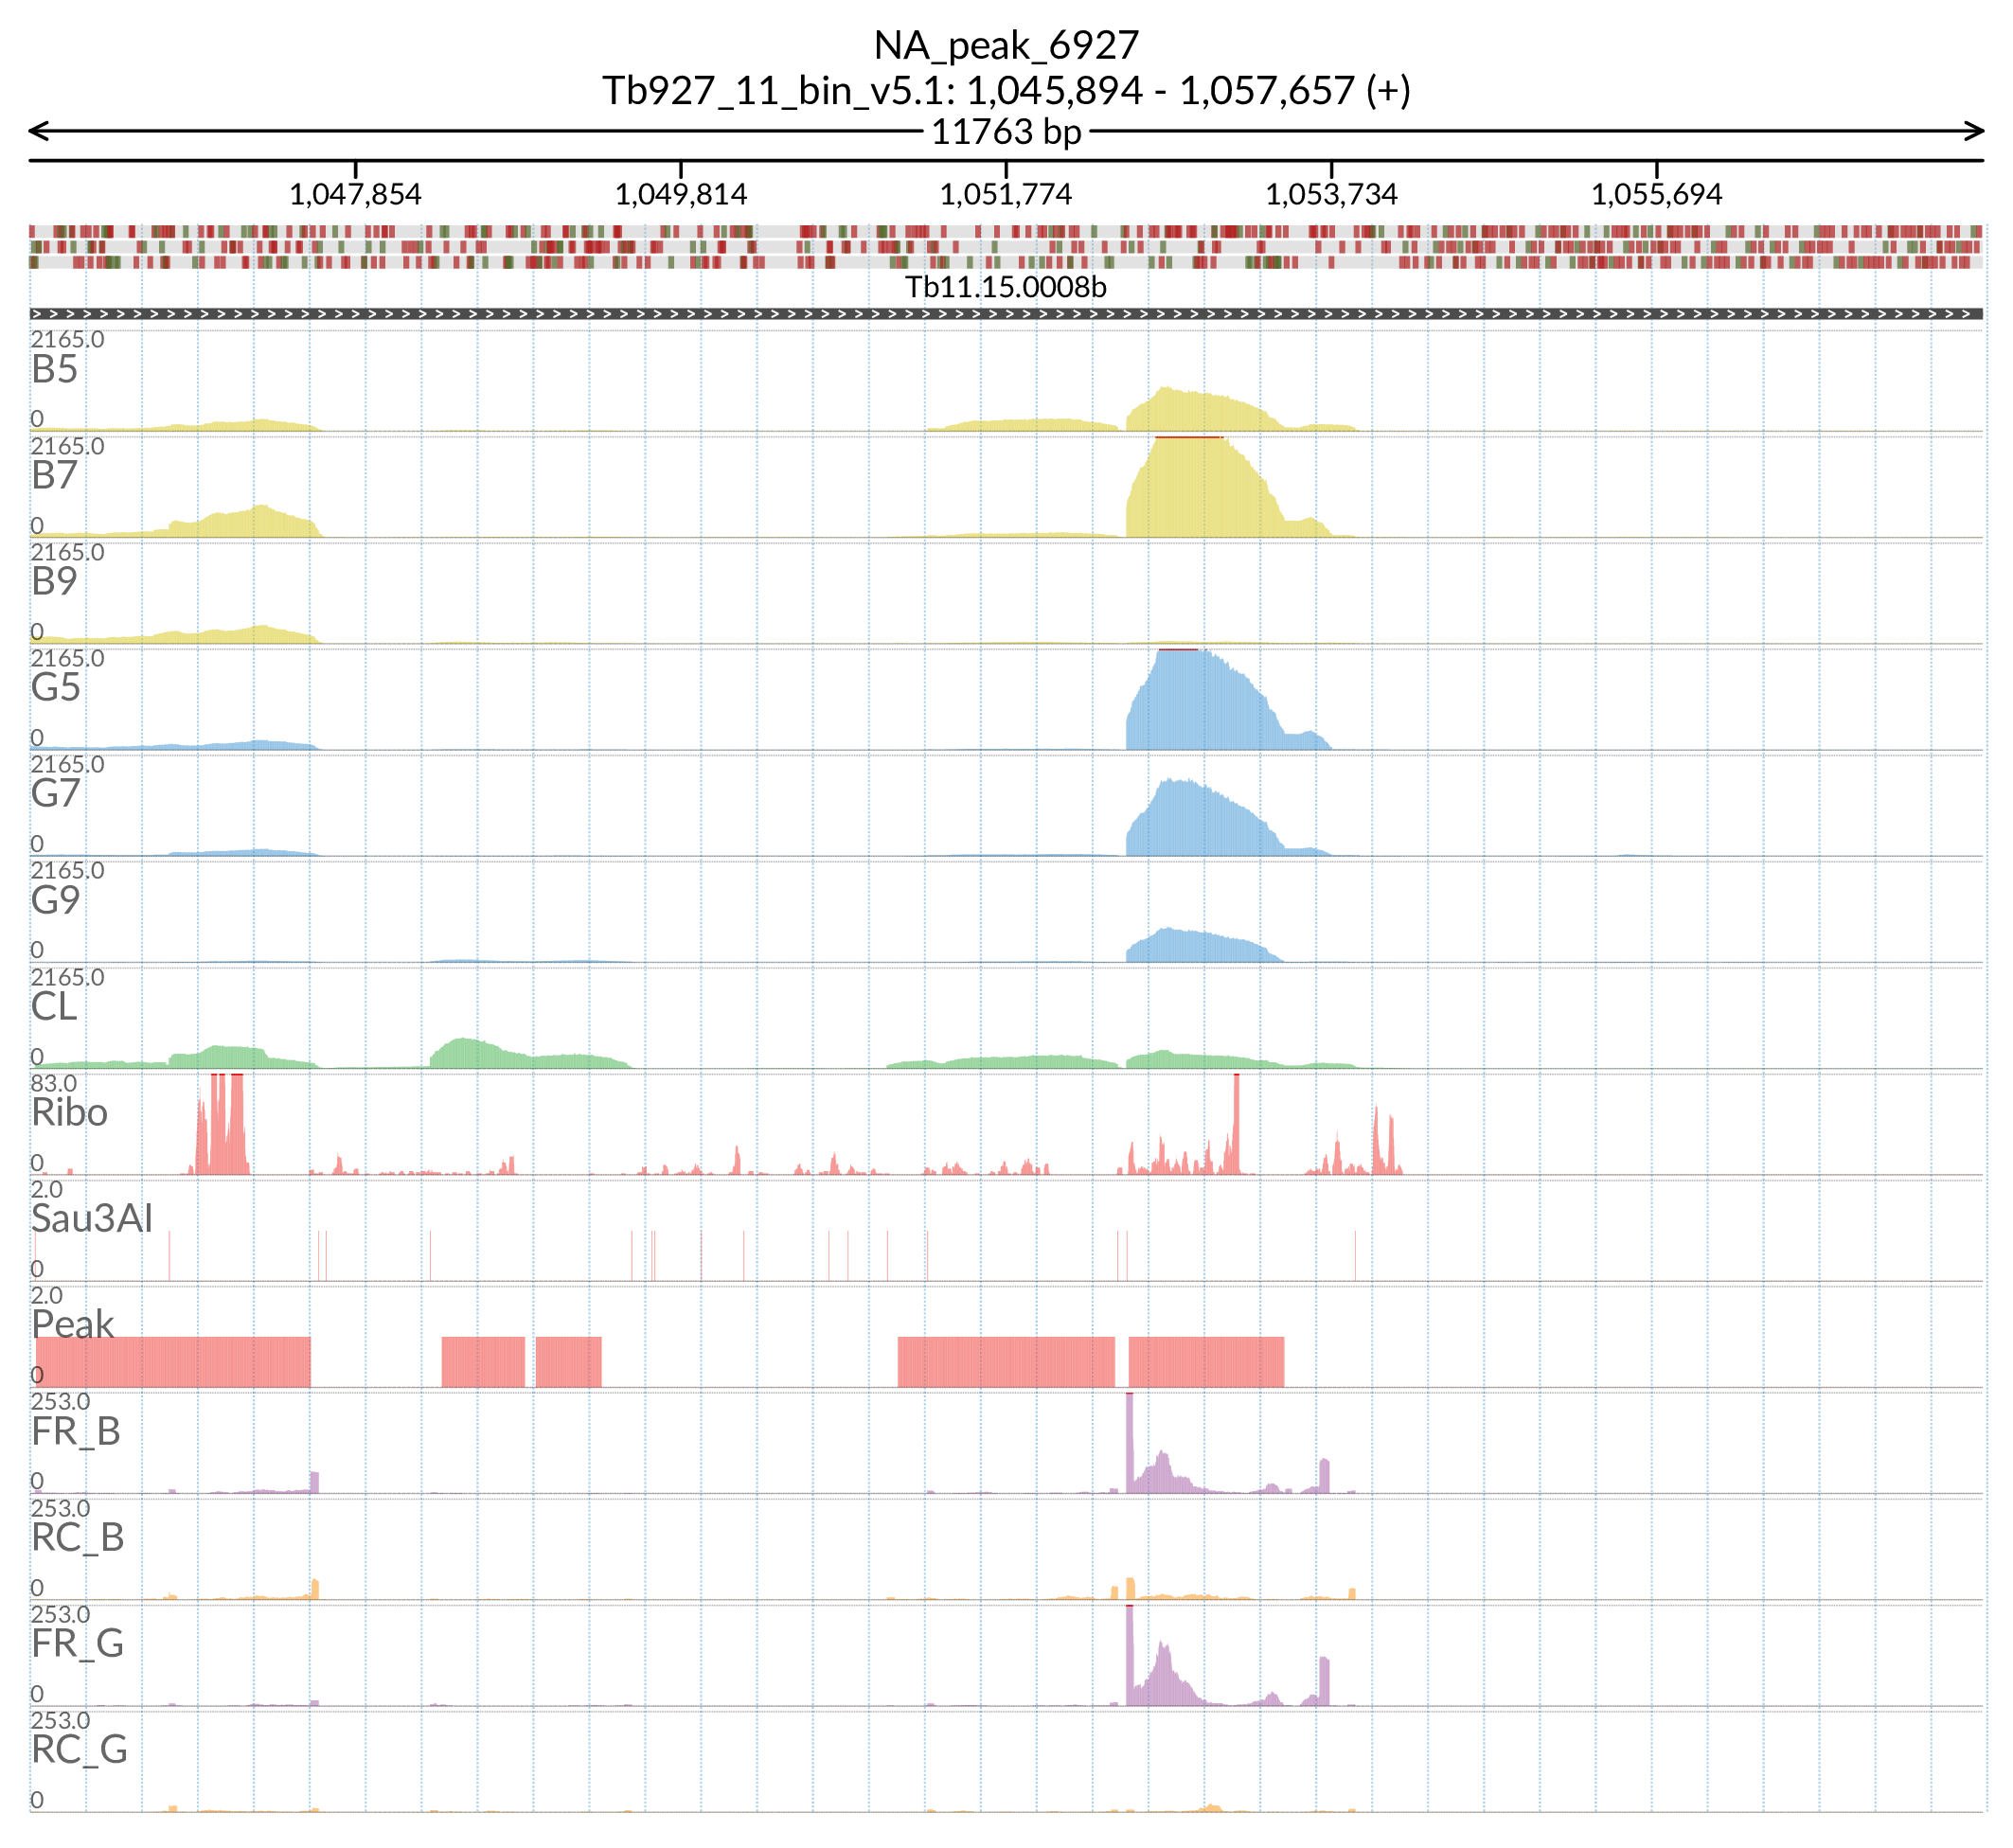 NA_peak_6927
Tb927_11_bin_v5.1: 1,045,894 - 1,057,657 (+)
11763 bp
1,047,854 1,049,814 1,051,774 1,053,734 1,055,694
Tb11.15.0008b
2165.0
B5
0
2165.0
B7
0
2165.0
B9
0
2165.0
G5
0
2165.0
G7
0
2165.0
G9
0
2165.0
CL
0
83.0
Ribo
0
2.0
Sau3AI
0
2.0
Peak
0
253.0
FR_B
0
253.0
RC_B
0
253.0
FR_G
0
253.0
RC_G
0